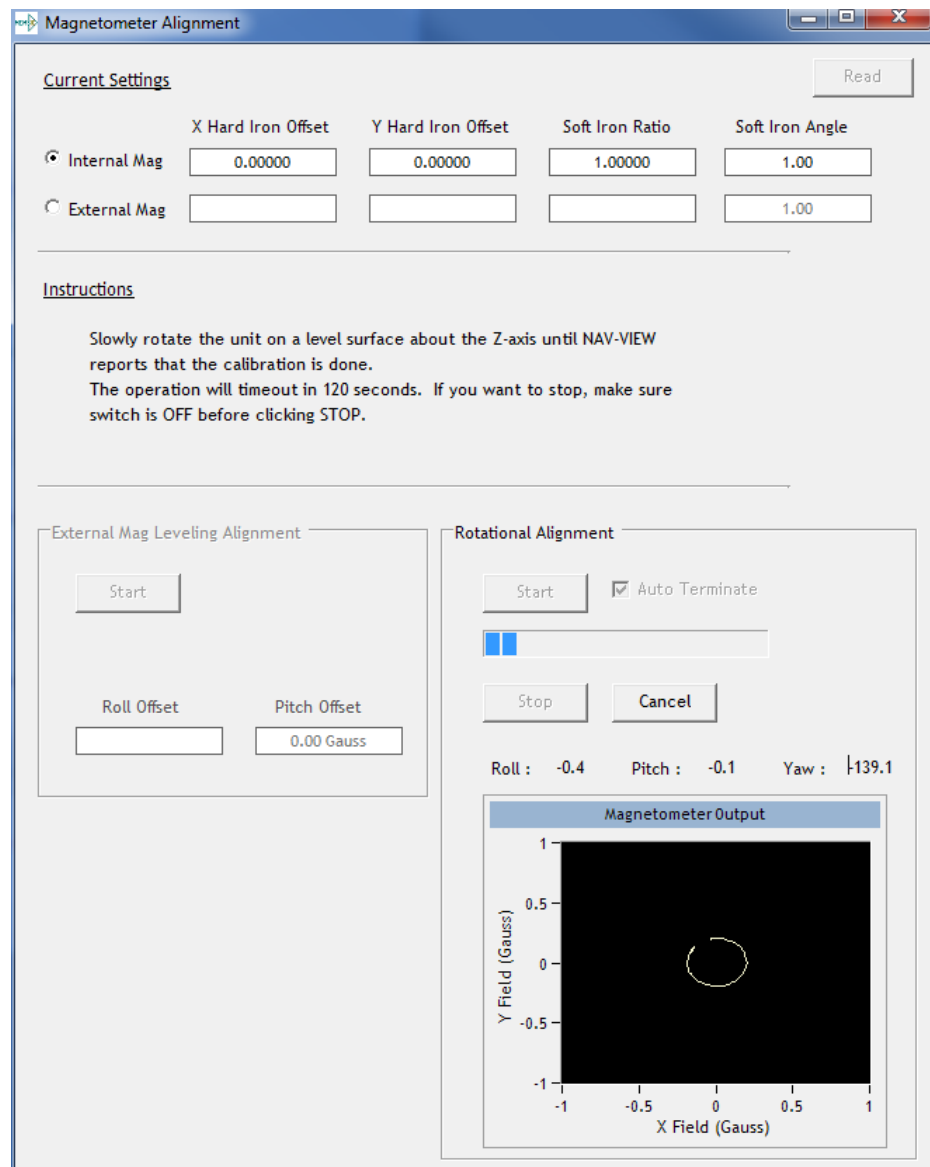 Magnetometer Alignment
Current Settings
Read
X Hard Iron Offset Y Hard Iron Offset Soft Iron Ratio Soft Iron Angle
Internal Mag 0.00000 0.00000 1.00000 1.00
External Mag 1.00
Instructions
Slowly rotate the unit on a level surface about the Z-axis until NAV-VIEW
reports that the calibration is done.
The operation will timeout in 120 seconds. If you want to stop, make sure
switch is OFF before clicking STOP.
External Mag Leveling Alignment
Start
Roll Offset Pitch Offset
0.00 Gauss
Rotational Alignment
Start Auto Terminate
Stop Cancel
Roll : -0.4 Pitch : -0.1 Yaw : -139.1
Magnetometer Output
Y Field (Gauss)
1
0.5
0
-0.5
-1
-1 -0.5 0 0.5 1
X Field (Gauss)